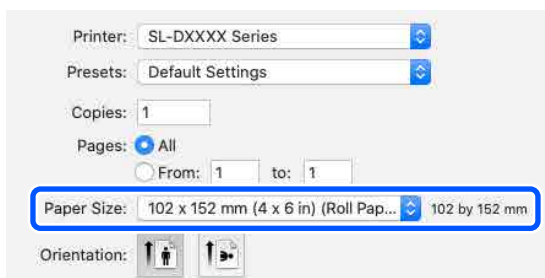 Printer: SL-DXXXX Series
Presets: Default Settings
Copies: 1
Pages: All
From: 1 to: 1
Paper Size: 102 x 152 mm (4 x 6 in) (Roll Pap... 102 by 152 mm
Orientation: